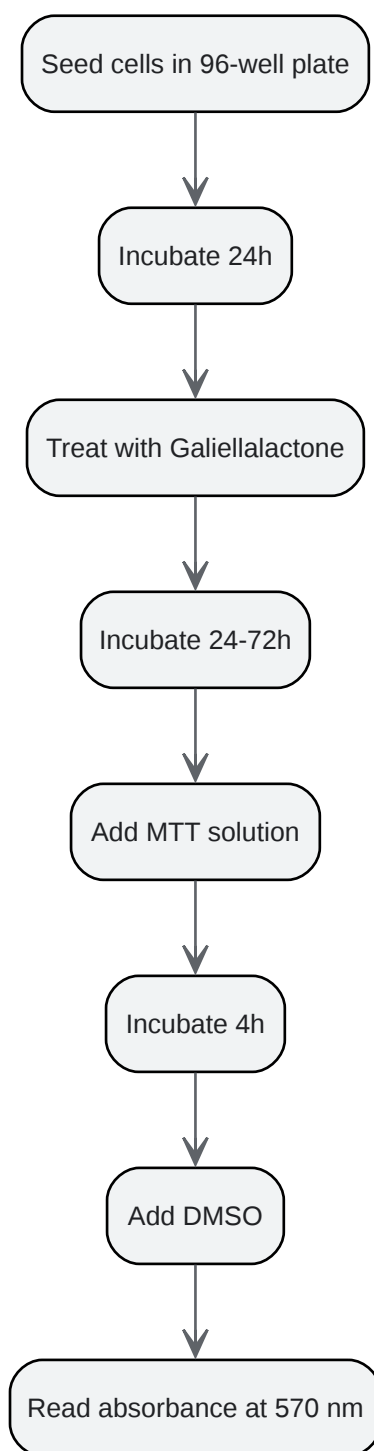 Seed cells in 96-well plate
Incubate 24h
Treat with Galiellalactone
Incubate 24-72h
Add MTT solution
Incubate 4h
Add DMSO
Read absorbance at 570 nm